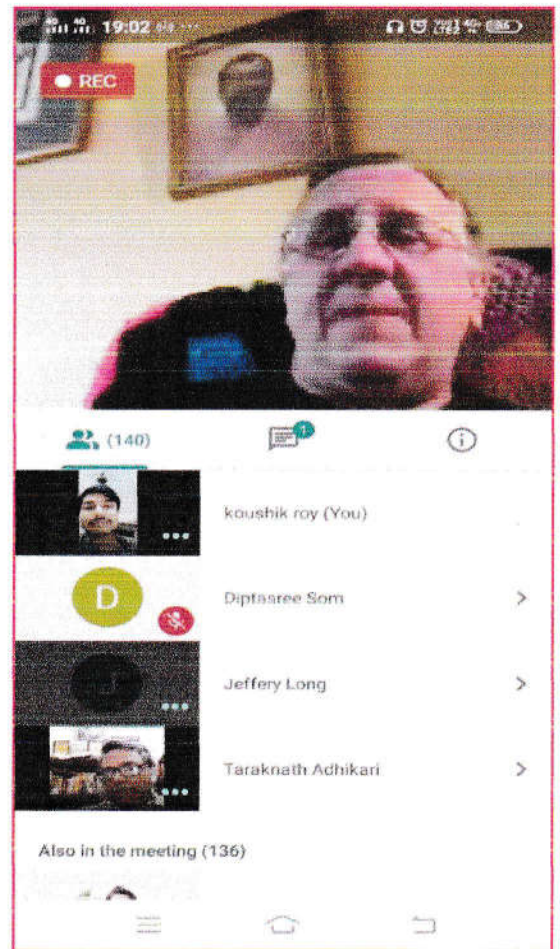 19:02
REC
(140)
1
koushik roy (You)
D
Diptasree Som
J
Jeffery Long
Taraknath Adhikari
Also in the meeting (136)